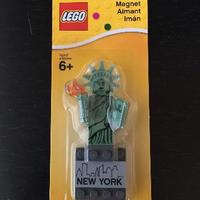 LEGO
Magnet
Aimant
Imán
6+
NEW YORK